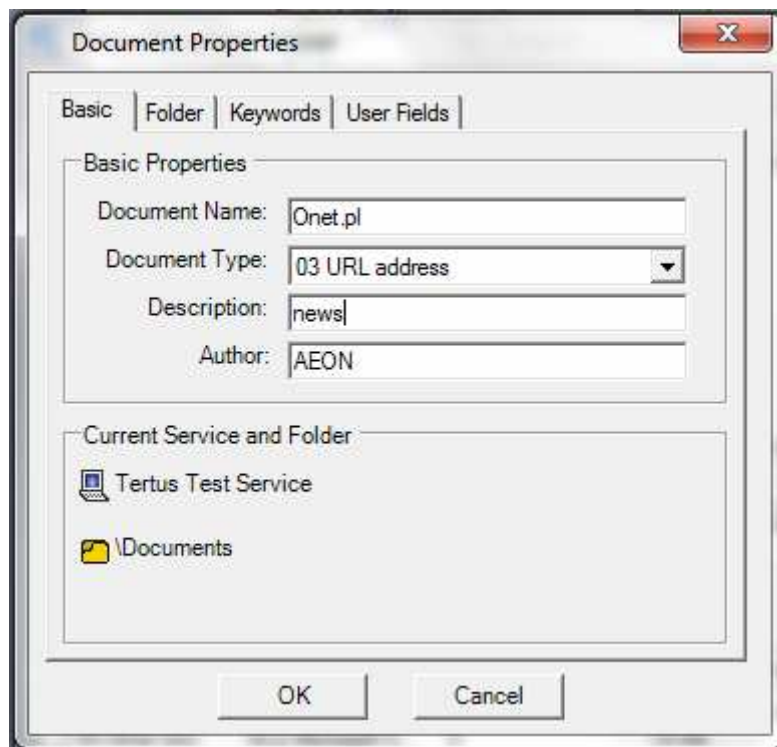 Document Properties
Basic Folder Keywords User Fields
Basic Properties
Document Name: Onet.pl
Document Type: 03 URL address
Description: news
Author: AEON
Current Service and Folder
Tertus Test Service
\Documents
OK Cancel